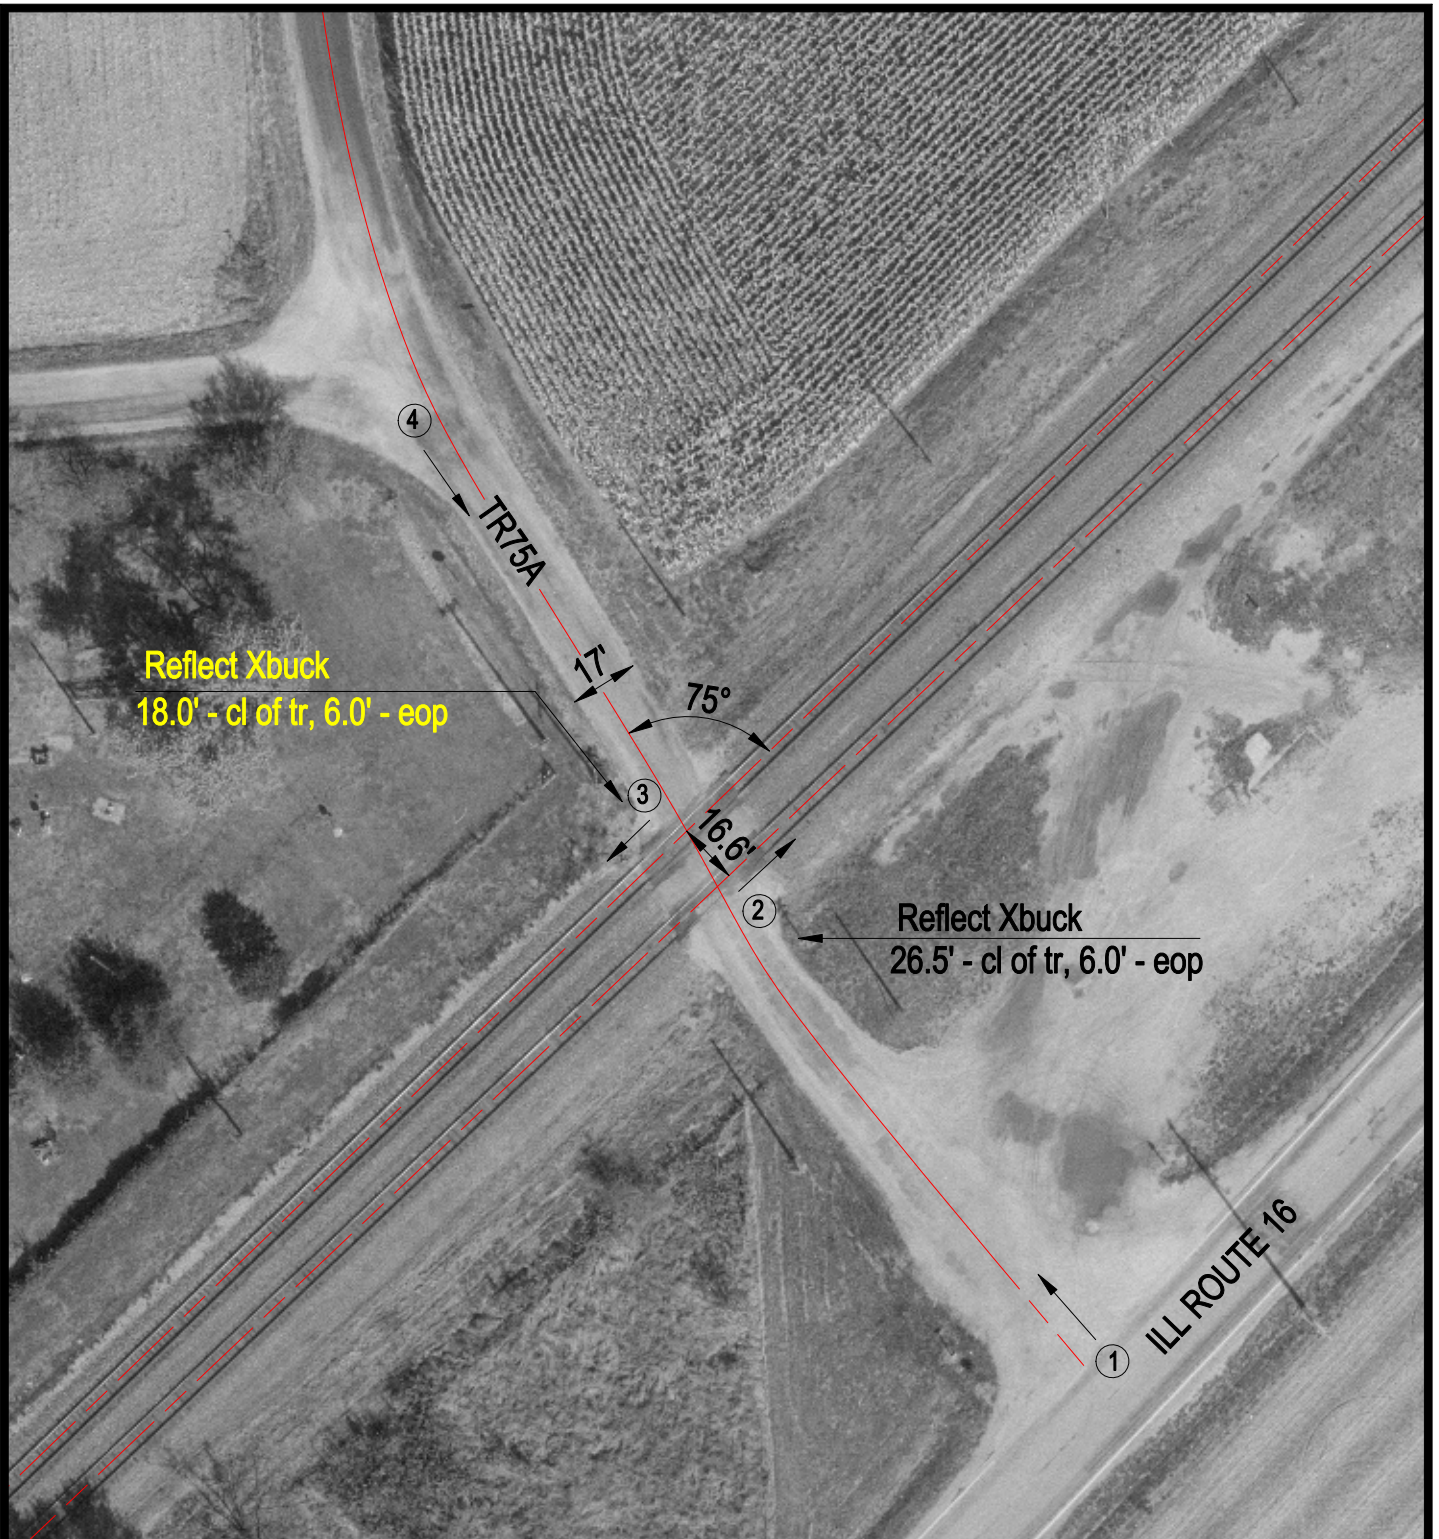 4
TR75A
17'
Reflect Xbuck
18.0' - cl of tr, 6.0' - eop
75°
3
16.6'
2
Reflect Xbuck
26.5' - cl of tr, 6.0' - eop
ILL ROUTE 16
1